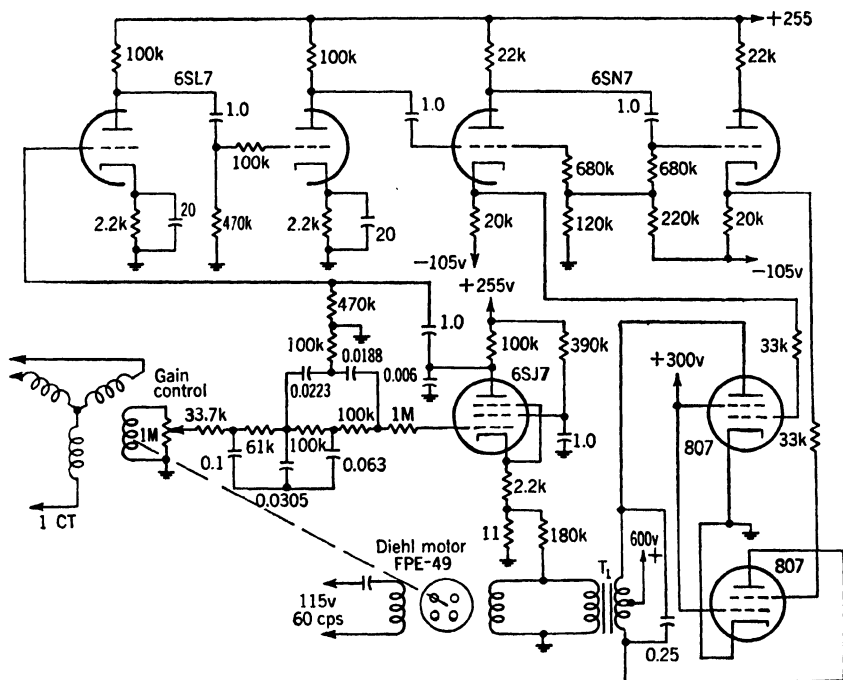 +255
100k
100k
22k
22k
6SL7
6SN7
1.0
1.0
1.0
100k
680k
680k
2.2k
20
470k
2.2k
20
20k
120k
220k
20k
−105v
−105v
+255v
470k
1.0
100k
390k
33k
100k
0.0188
0.006
6SJ7
+300v
0.0223
Gain
control
33.7k
100k
1M
1M
61k
100k
1.0
807
33k
0.1
0.063
0.0305
2.2k
1 CT
11
180k
600v
+
Diehl motor
FPE-49
T1
807
115v
60 cps
0.25